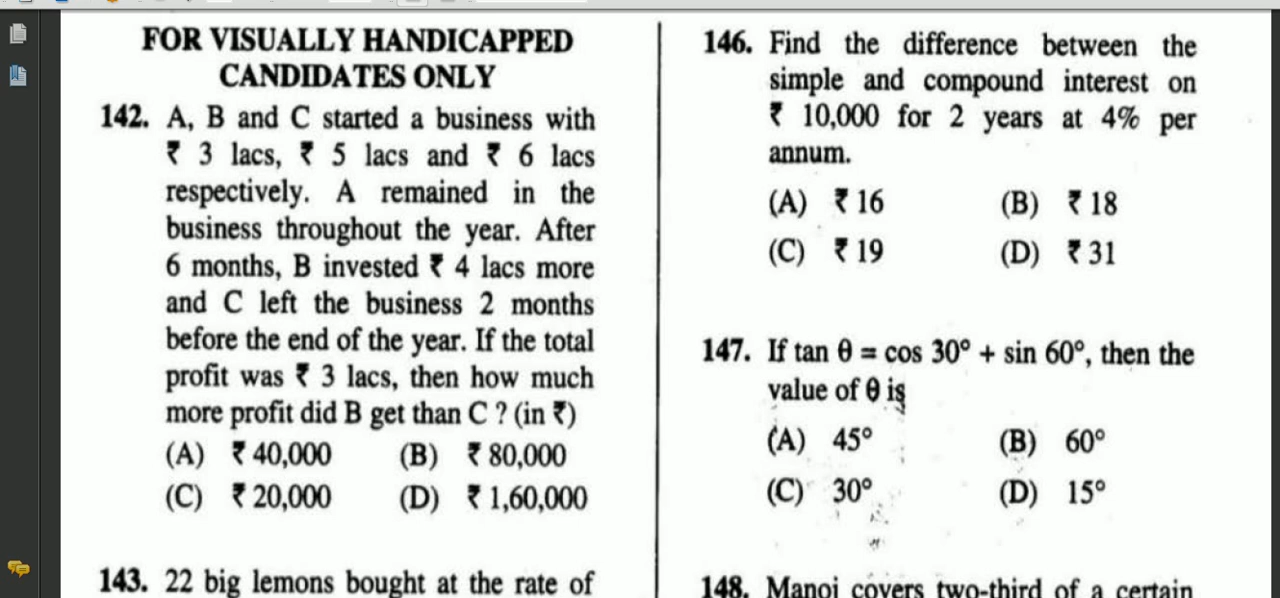 FOR VISUALLY HANDICAPPED
CANDIDATES ONLY
142. A, B and C started a business with
₹ 3 lacs, ₹ 5 lacs and ₹ 6 lacs
respectively. A remained in the
business throughout the year. After
6 months, B invested ₹ 4 lacs more
and C left the business 2 months
before the end of the year. If the total
profit was ₹ 3 lacs, then how much
more profit did B get than C ? (in ₹)
(A) ₹ 40,000 (B) ₹ 80,000
(C) ₹ 20,000 (D) ₹ 1,60,000
143. 22 big lemons bought at the rate of
146. Find the difference between the
simple and compound interest on
₹ 10,000 for 2 years at 4% per
annum.
(A) ₹ 16 (B) ₹ 18
(C) ₹ 19 (D) ₹ 31
147. If tan θ = cos 30° + sin 60°, then the
value of θ is
(A) 45° (B) 60°
(C) 30° (D) 15°
148. Manoj covers two-third of a certain